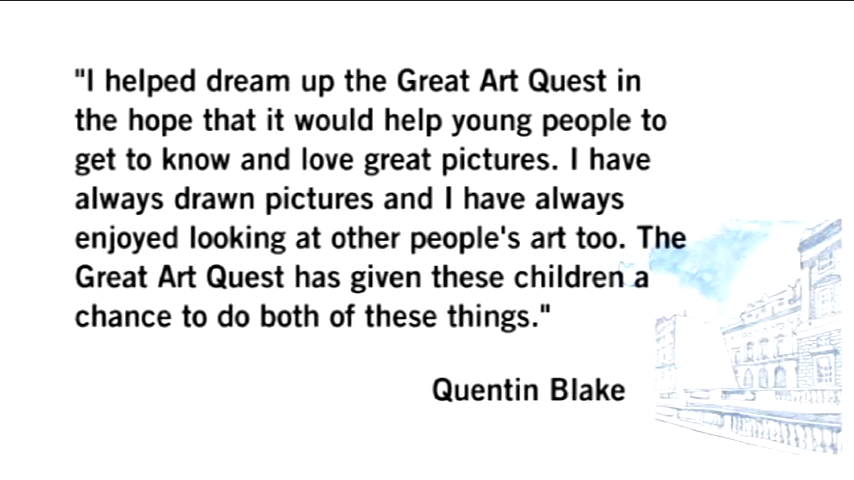 "I helped dream up the Great Art Quest in
the hope that it would help young people to
get to know and love great pictures. I have
always drawn pictures and I have always
enjoyed looking at other people's art too. The
Great Art Quest has given these children a
chance to do both of these things."
Quentin Blake